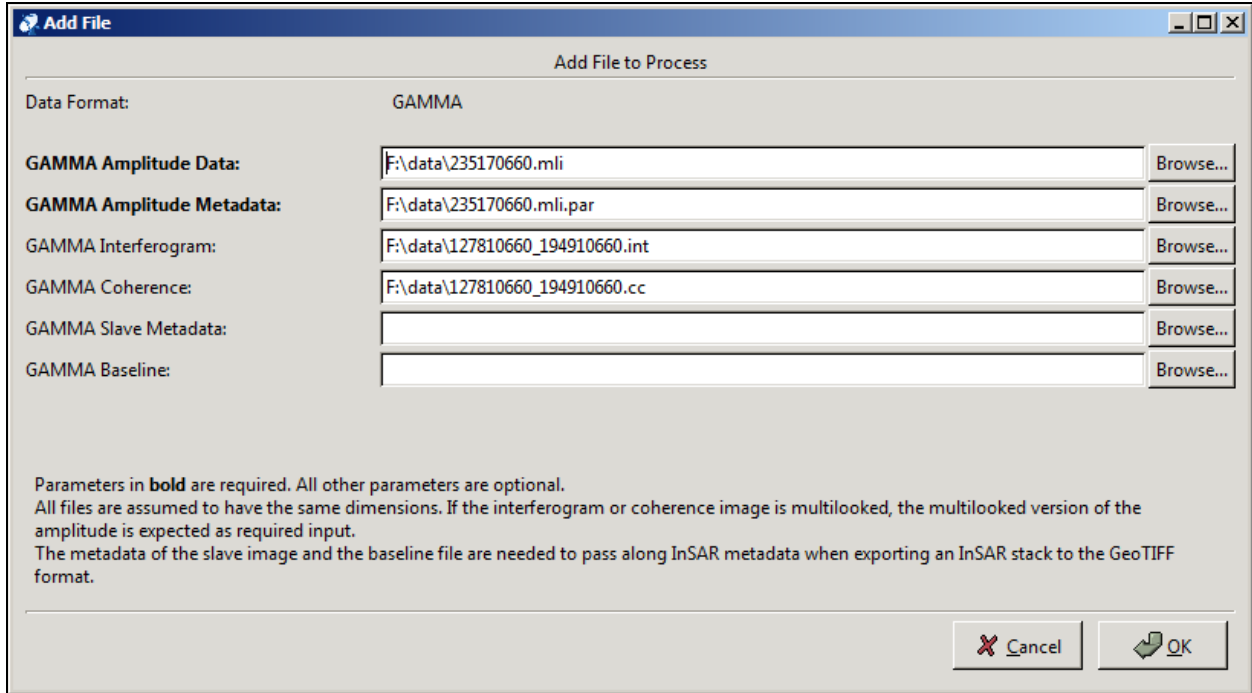 Add File
Add File to Process
Data Format: GAMMA
GAMMA Amplitude Data: F:\data\235170660.mli Browse...
GAMMA Amplitude Metadata: F:\data\235170660.mli.par Browse...
GAMMA Interferogram: F:\data\127810660_194910660.int Browse...
GAMMA Coherence: F:\data\127810660_194910660.cc Browse...
GAMMA Slave Metadata: Browse...
GAMMA Baseline: Browse...
Parameters in bold are required. All other parameters are optional.
All files are assumed to have the same dimensions. If the interferogram or coherence image is multilooked, the multilooked version of the
amplitude is expected as required input.
The metadata of the slave image and the baseline file are needed to pass along InSAR metadata when exporting an InSAR stack to the GeoTIFF
format.
Cancel OK